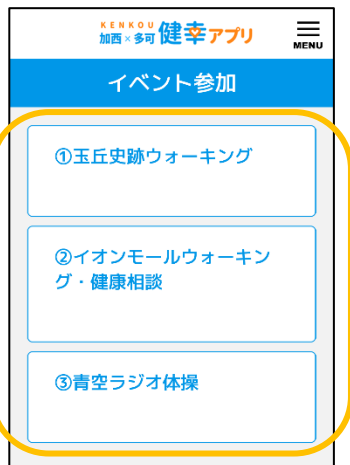 KENKOU
加西×多可 健幸アプリ
MENU
イベント参加
①玉丘史跡ウォーキング
②イオンモールウォーキン
グ・健康相談
③青空ラジオ体操